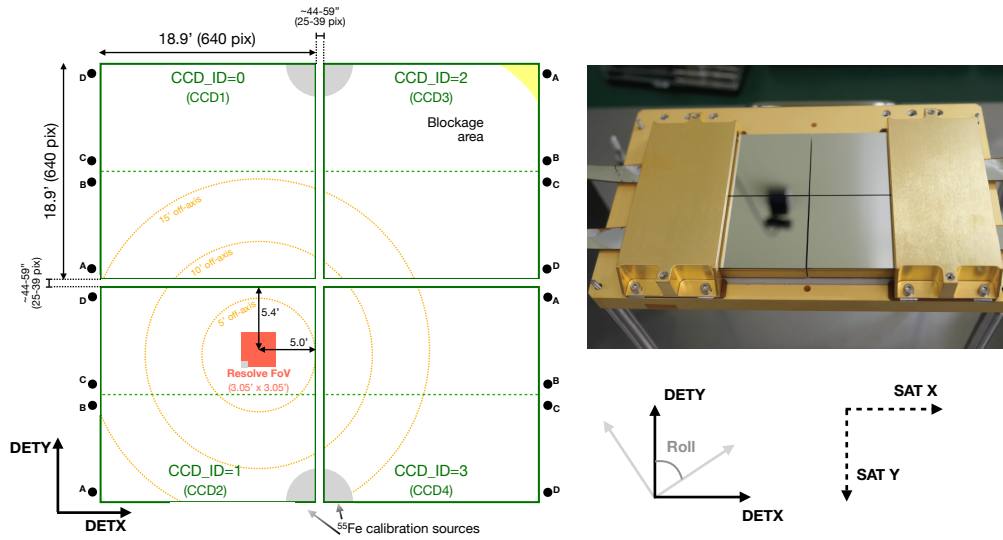 ~44-59"
(25-39 pix)
18.9' (640 pix)
18.9' (640 pix)
D
CCD_ID=0
(CCD1)
CCD_ID=2
(CCD3)
A
Blockage
area
C
B
B
C
15' off-axis
10' off-axis
A
D
~44-59"
(25-39 pix)
D
A
5' off-axis
5.4'
5.0'
Resolve FoV
(3.05' x 3.05')
C
B
B
C
DETY
CCD_ID=1
(CCD2)
CCD_ID=3
(CCD4)
A
D
DETX
55Fe calibration sources
DETY
Roll
DETX
SAT X
SAT Y